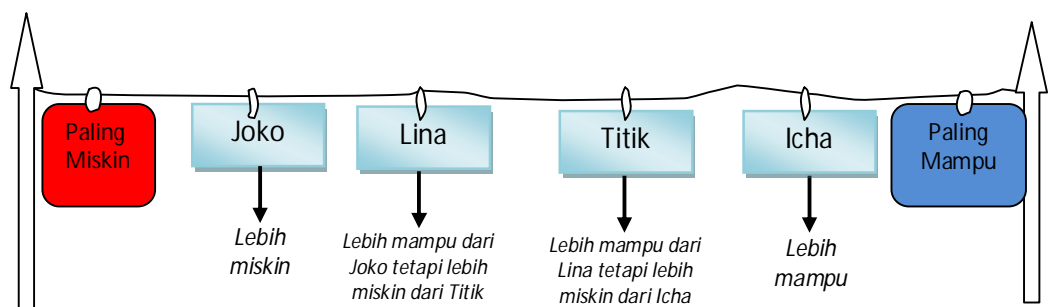 Paling
Miskin
Joko
Lina
Titik
Icha
Paling
Mampu
Lebih
miskin
Lebih mampu dari
Joko tetapi lebih
miskin dari Titik
Lebih mampu dari
Lina tetapi lebih
miskin dari Icha
Lebih
mampu